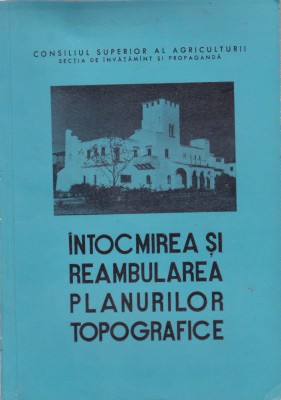 CONSILIUL SUPERIOR AL AGRICULTURII
SECȚIA DE ÎNVĂȚĂMÎNT ȘI PROPAGANDĂ
ÎNTOCMIREA ȘI
REAMBULAREA
PLANURILOR
TOPOGRAFICE